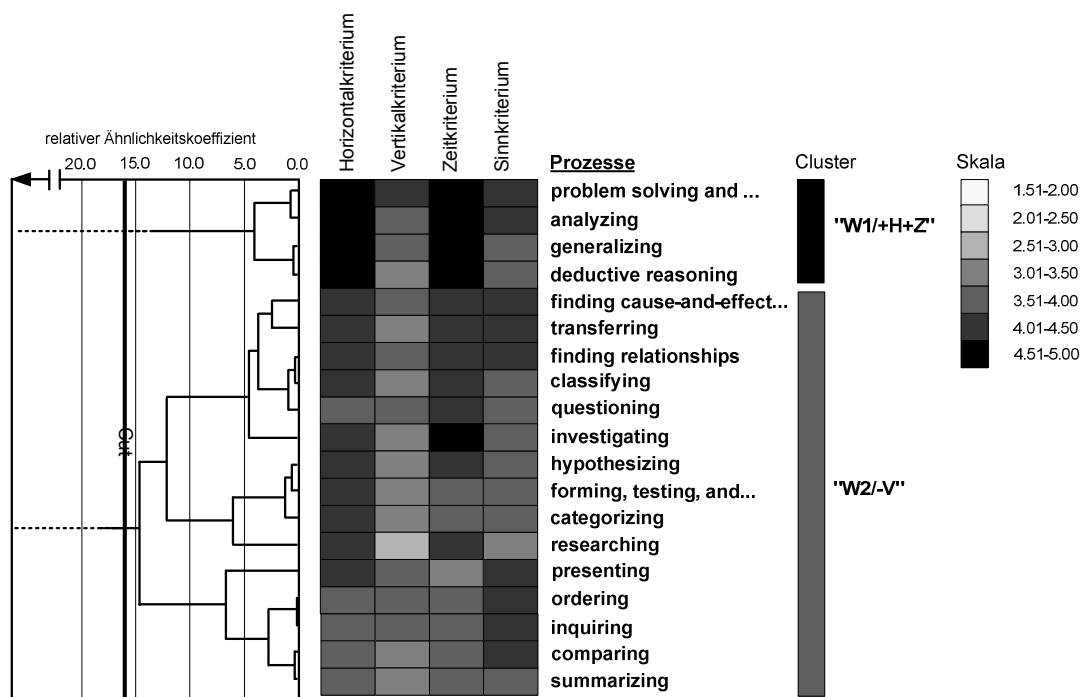 Horizontalkriterium
Vertikalkriterium
Zeitkriterium
Sinnkriterium
relativer Ähnlichkeitskoeffizient
20.0 15.0 10.0 5.0 0.0
Prozesse
Cluster
Skala
problem solving and ...
analyzing
generalizing
deductive reasoning
finding cause-and-effect...
transferring
finding relationships
classifying
questioning
investigating
hypothesizing
forming, testing, and...
categorizing
researching
presenting
ordering
inquiring
comparing
summarizing
Cut
"W1/+H+Z"
"W2/-V"
1.51-2.00
2.01-2.50
2.51-3.00
3.01-3.50
3.51-4.00
4.01-4.50
4.51-5.00